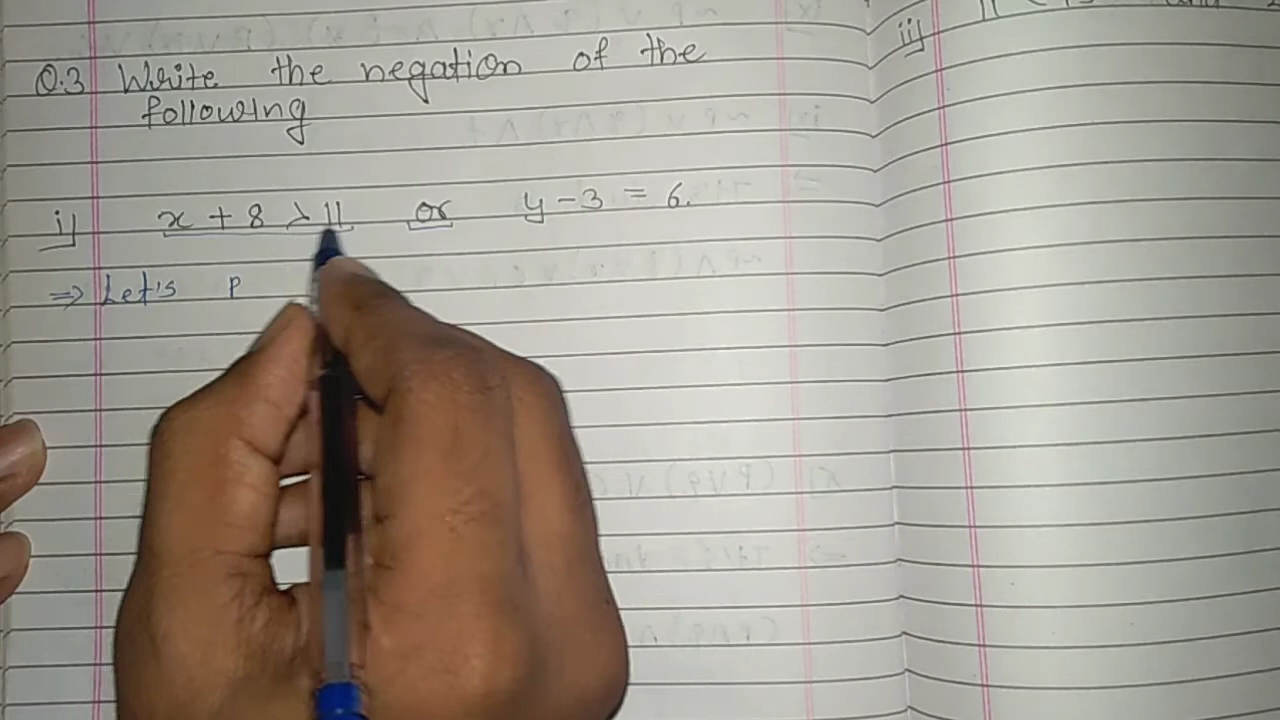 Q.3 Write the negation of the
following
i) x + 8 > 11 or y - 3 = 6.
⇒ Let's p
ii)